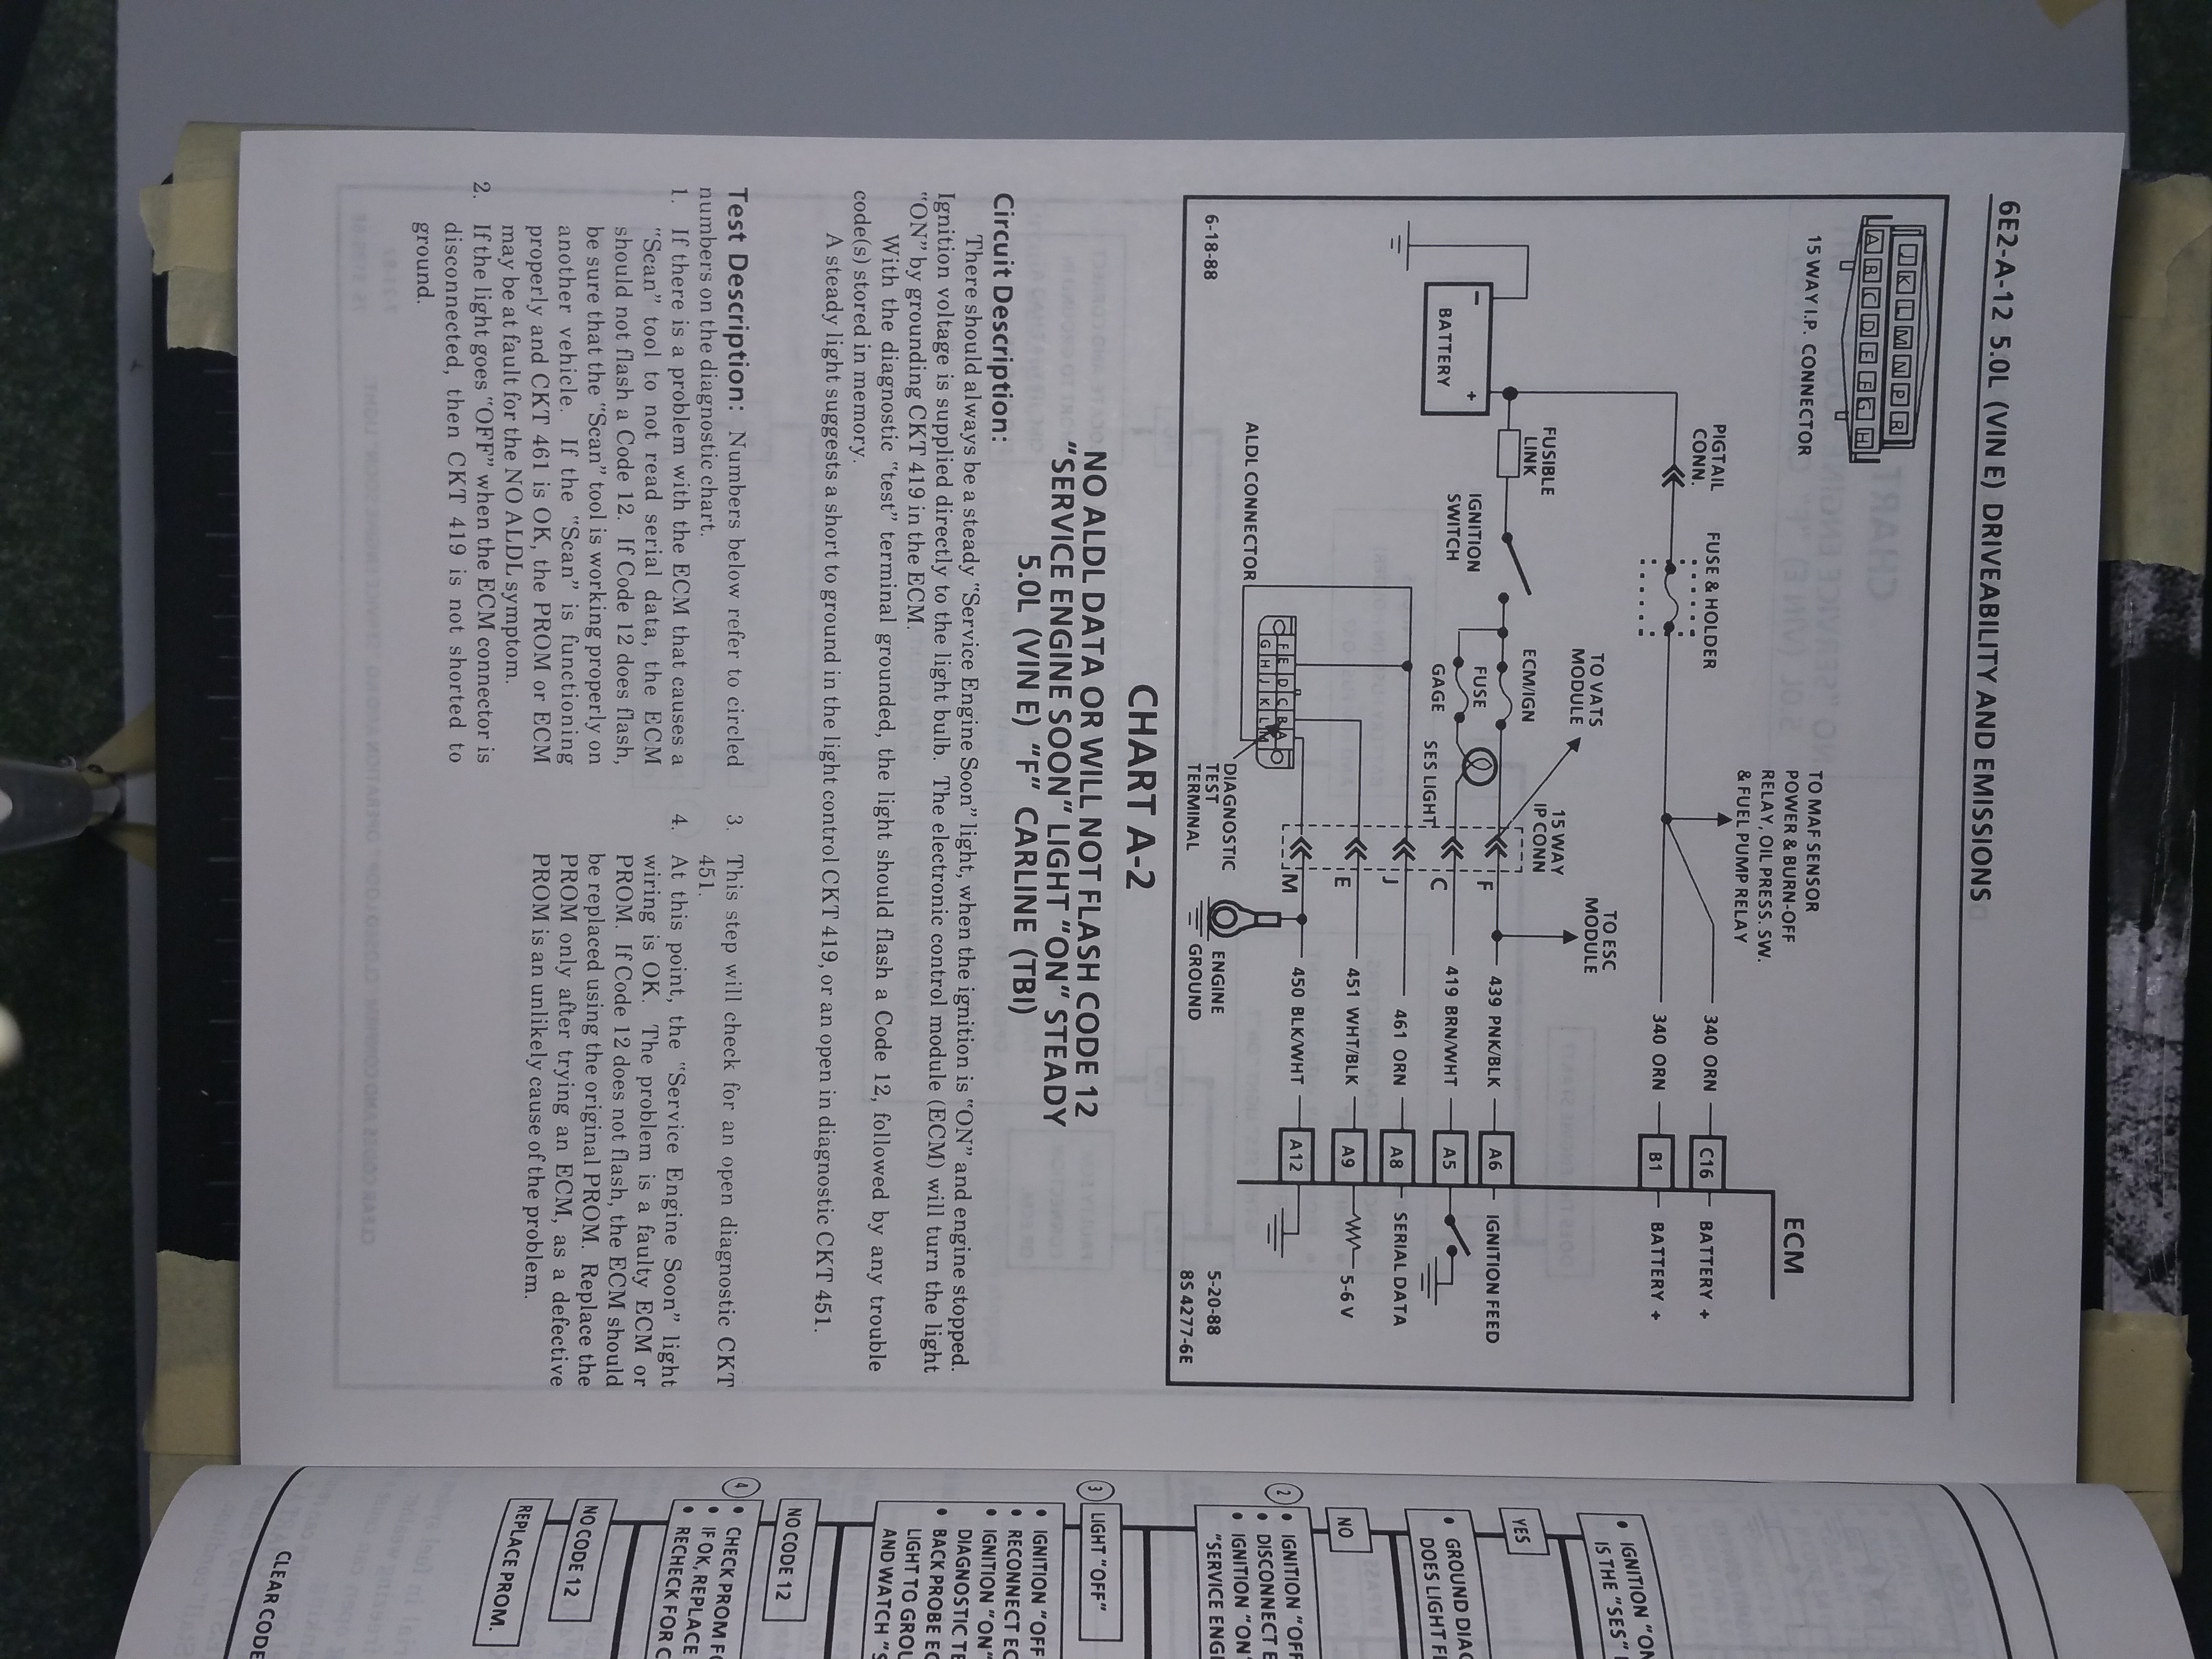 6E2-A-12 5.0L (VIN E) DRIVEABILITY AND EMISSIONS
J K L M N P R
A B C D E F G H
15 WAY I.P. CONNECTOR
PIGTAIL
CONN.
FUSE & HOLDER
TO MAF SENSOR
POWER & BURN-OFF
RELAY, OIL PRESS. SW.
& FUEL PUMP RELAY
ECM
340 ORN
C16
BATTERY +
340 ORN
B1
BATTERY +
FUSIBLE
LINK
IGNITION
SWITCH
BATTERY
-
+
TO VATS
MODULE
ECM/IGN
FUSE
GAGE
SES LIGHT
15 WAY
IP CONN
TO ESC
MODULE
F
439 PNK/BLK
A6
IGNITION FEED
C
419 BRN/WHT
A5
J
461 ORN
A8
SERIAL DATA
E
451 WHT/BLK
A9
5-6 V
M
450 BLK/WHT
A12
ALDL CONNECTOR
F E D C B A
G H J K L M
DIAGNOSTIC
TEST
TERMINAL
ENGINE
GROUND
6-18-88
5-20-88
8S 4277-6E
CHART A-2
NO ALDL DATA OR WILL NOT FLASH CODE 12
"SERVICE ENGINE SOON" LIGHT "ON" STEADY
5.0L (VIN E) "F" CARLINE (TBI)
Circuit Description:
There should always be a steady "Service Engine Soon" light, when the ignition is "ON" and engine stopped.
Ignition voltage is supplied directly to the light bulb. The electronic control module (ECM) will turn the light
"ON" by grounding CKT 419 in the ECM.
With the diagnostic "test" terminal grounded, the light should flash a Code 12, followed by any trouble
code(s) stored in memory.
A steady light suggests a short to ground in the light control CKT 419, or an open in diagnostic CKT 451.
Test Description: Numbers below refer to circled
numbers on the diagnostic chart.
1. If there is a problem with the ECM that causes a
"Scan" tool to not read serial data, the ECM
should not flash a Code 12. If Code 12 does flash,
be sure that the "Scan" tool is working properly on
another vehicle. If the "Scan" is functioning
properly and CKT 461 is OK, the PROM or ECM
may be at fault for the NO ALDL symptom.
2. If the light goes "OFF" when the ECM connector is
disconnected, then CKT 419 is not shorted to
ground.
3. This step will check for an open diagnostic CKT
451.
4. At this point, the "Service Engine Soon" light
wiring is OK. The problem is a faulty ECM or
PROM. If Code 12 does not flash, the ECM should
be replaced using the original PROM. Replace the
PROM only after trying an ECM, as a defective
PROM is an unlikely cause of the problem.
• IGNITION "ON
IS THE "SES"
YES
• GROUND DIAG
DOES LIGHT F
NO
2
• IGNITION "OFF
• DISCONNECT E
• IGNITION "ON"
"SERVICE ENG
3
LIGHT "OFF"
• IGNITION "OFF
• RECONNECT EC
• IGNITION "ON"
DIAGNOSTIC TE
• BACK PROBE EC
LIGHT TO GROU
AND WATCH "S
NO CODE 12
4
• CHECK PROM FO
• IF OK, REPLACE
• RECHECK FOR C
NO CODE 12
REPLACE PROM.
CLEAR CODE